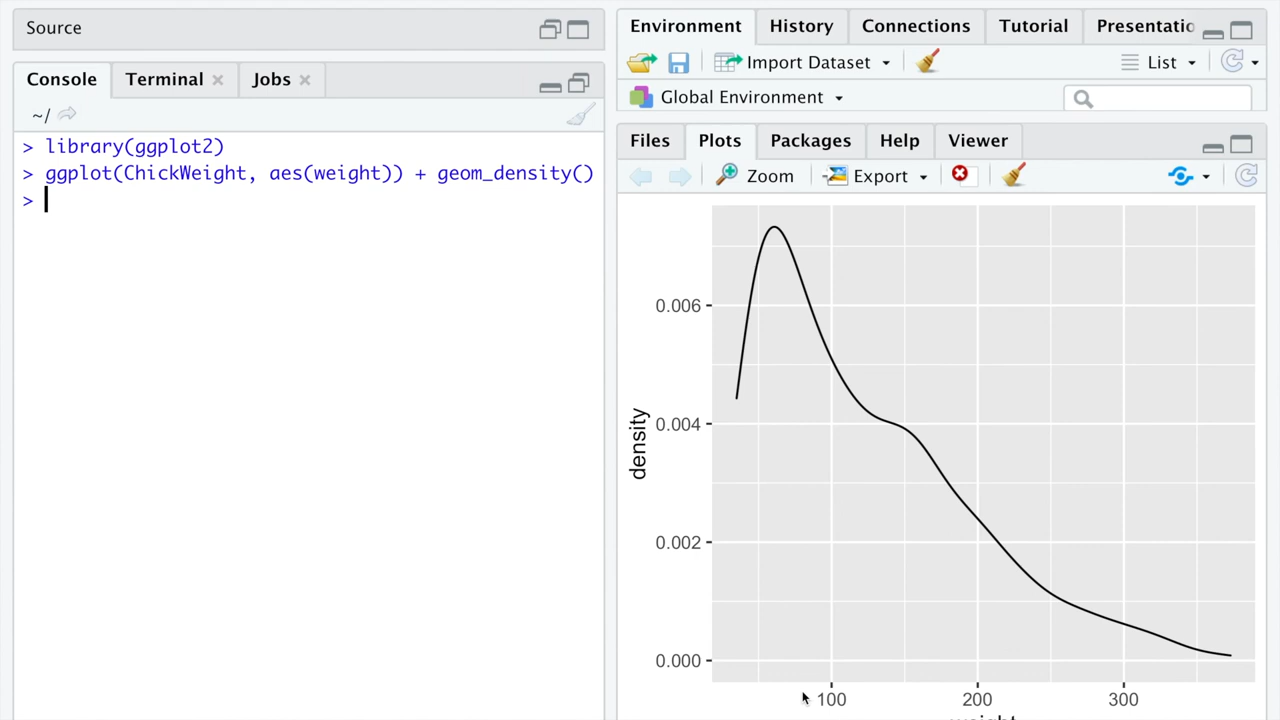 Source
Console Terminal Jobs
~/
> library(ggplot2)
> ggplot(ChickWeight, aes(weight)) + geom_density()
>
Environment History Connections Tutorial Presentatio
Import Dataset List
Global Environment
Files Plots Packages Help Viewer
Zoom Export
0.006
0.004
0.002
0.000
density
100 200 300
weight